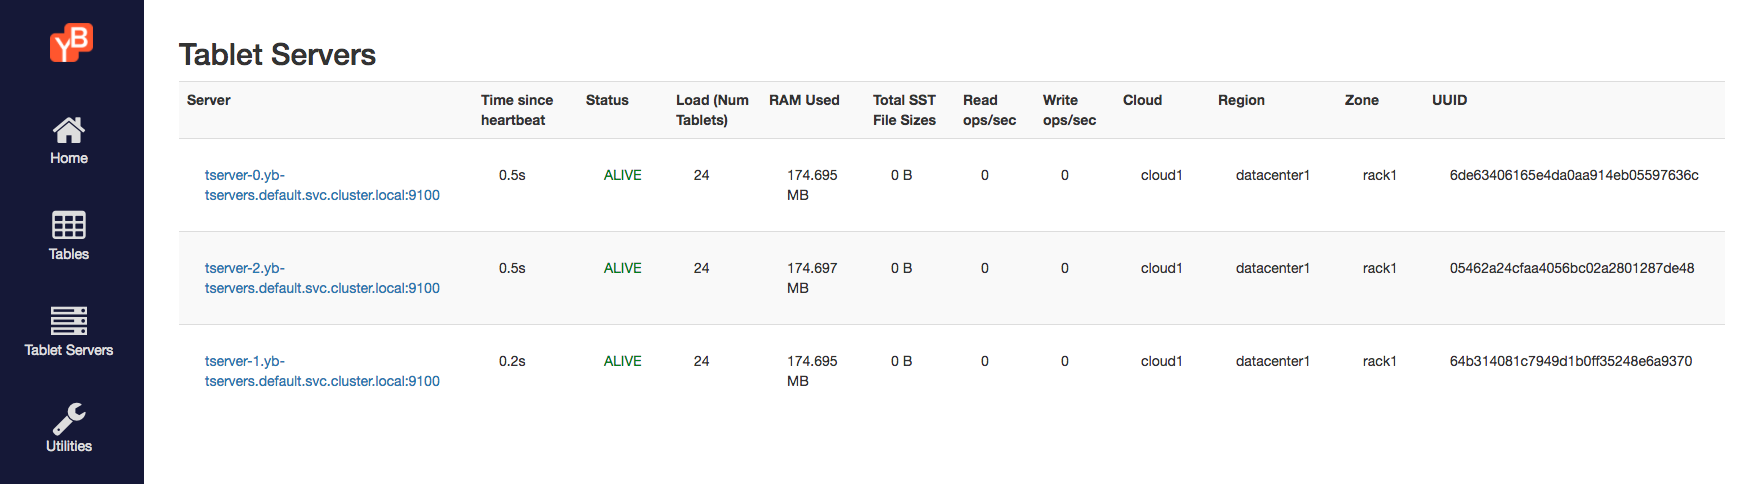 YB
Home
Tables
Tablet Servers
Utilities
Tablet Servers
Server Time since heartbeat Status Load (Num Tablets) RAM Used Total SST File Sizes Read ops/sec Write ops/sec Cloud Region Zone UUID
tserver-0.yb- 0.5s ALIVE 24 174.695 0 B 0 0 cloud1 datacenter1 rack1 6de63406165e4da0aa914eb05597636c
tservers.default.svc.cluster.local:9100 MB
tserver-2.yb- 0.5s ALIVE 24 174.697 0 B 0 0 cloud1 datacenter1 rack1 05462a24cfaa4056bc02a2801287de48
tservers.default.svc.cluster.local:9100 MB
tserver-1.yb- 0.2s ALIVE 24 174.695 0 B 0 0 cloud1 datacenter1 rack1 64b314081c7949d1b0ff35248e6a9370
tservers.default.svc.cluster.local:9100 MB